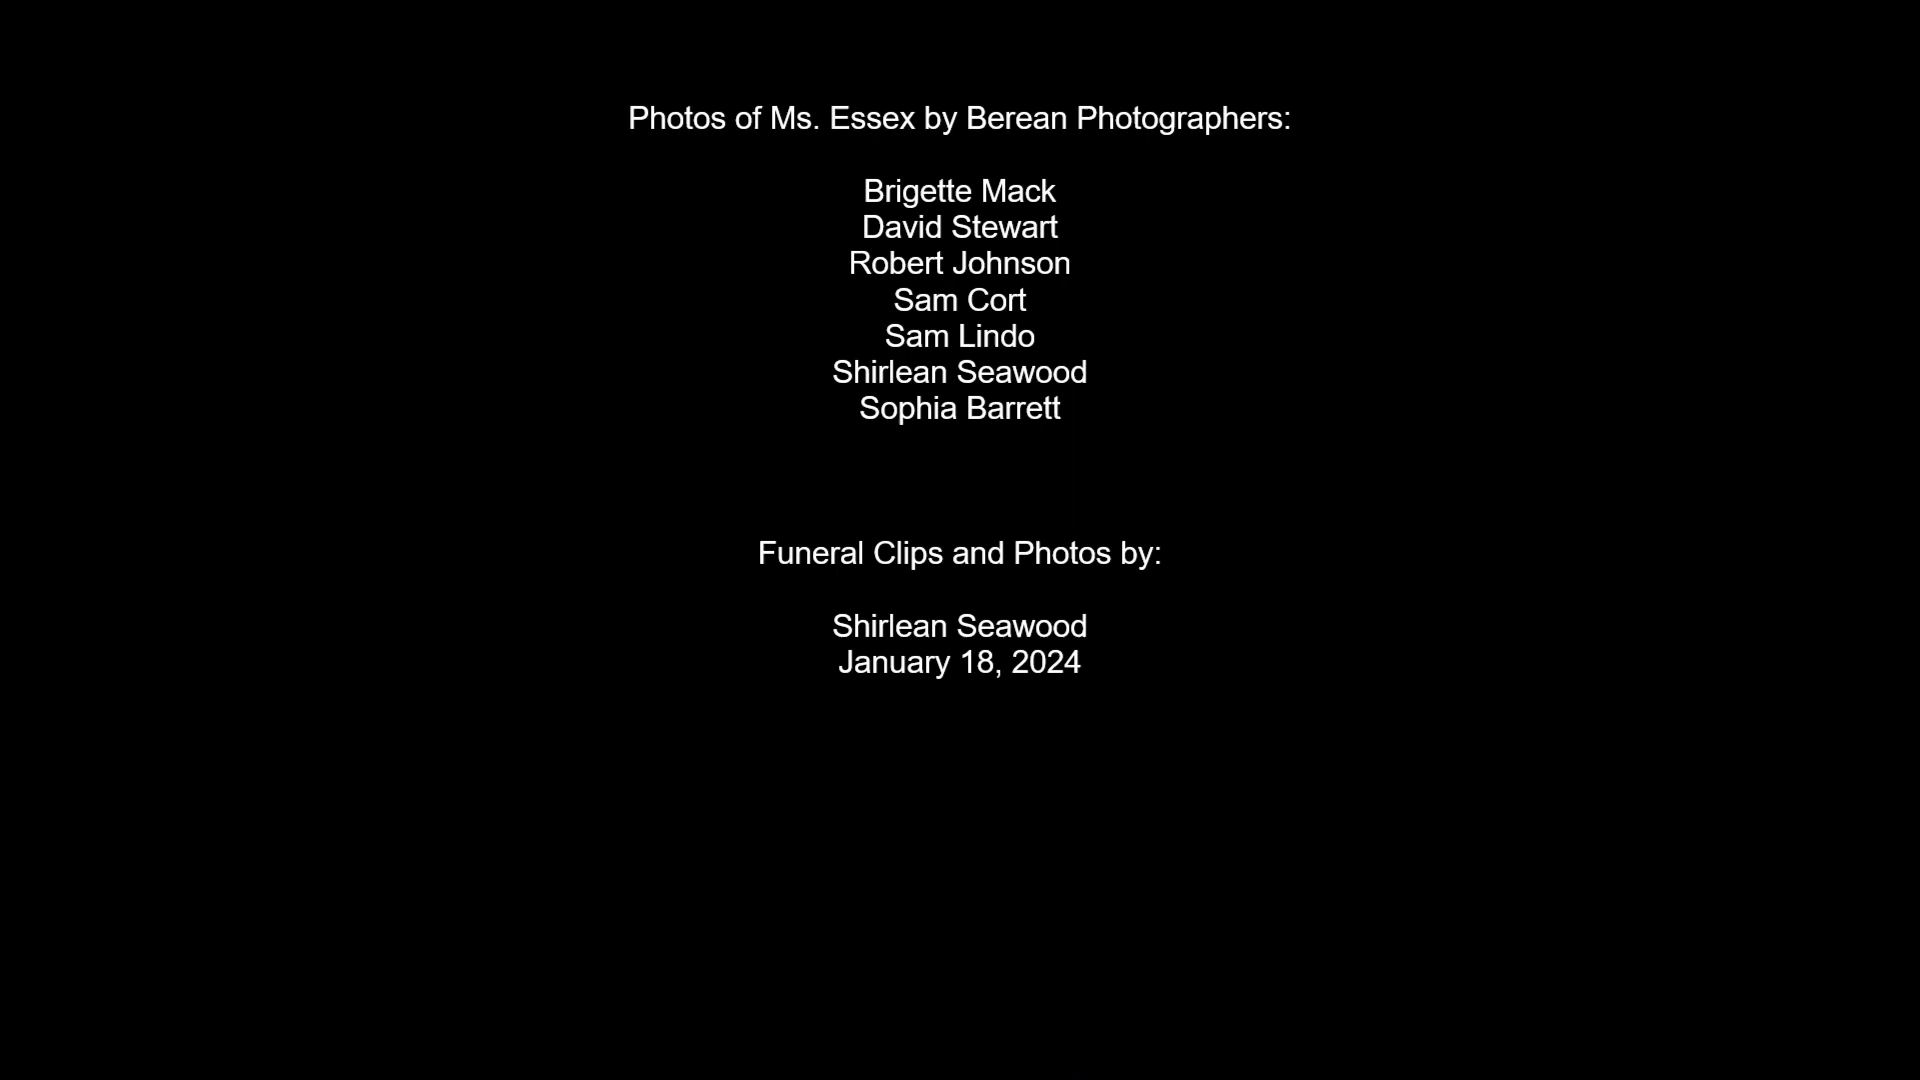 Photos of Ms. Essex by Berean Photographers:
Brigette Mack
David Stewart
Robert Johnson
Sam Cort
Sam Lindo
Shirlean Seawood
Sophia Barrett
Funeral Clips and Photos by:
Shirlean Seawood
January 18, 2024